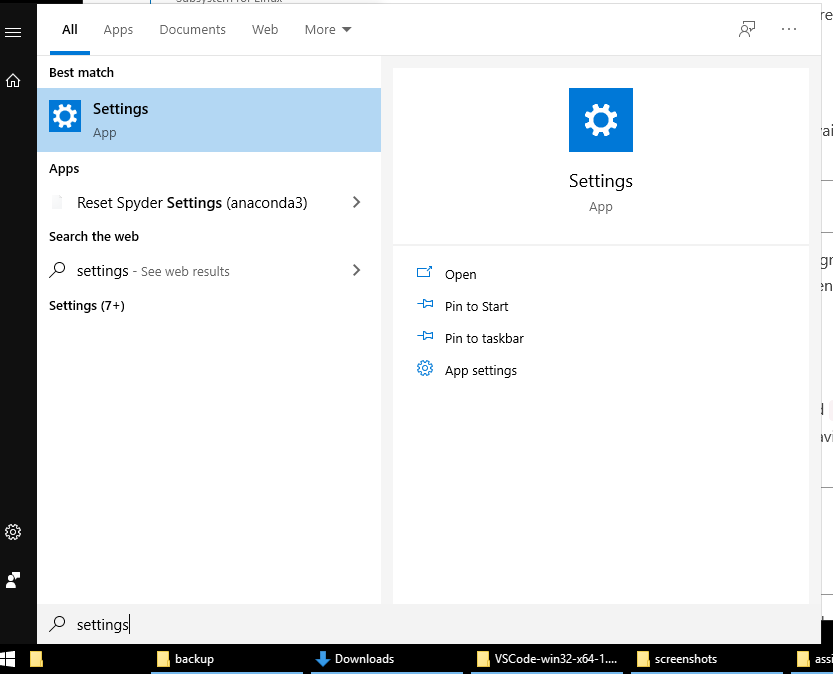 All
Apps
Documents
Web
More
Best match
Settings
App
Apps
Reset Spyder Settings (anaconda3)
Search the web
settings - See web results
Settings (7+)
Settings
App
Open
Pin to Start
Pin to taskbar
App settings
settings
backup
Downloads
VSCode-win32-x64-1....
screenshots
assi